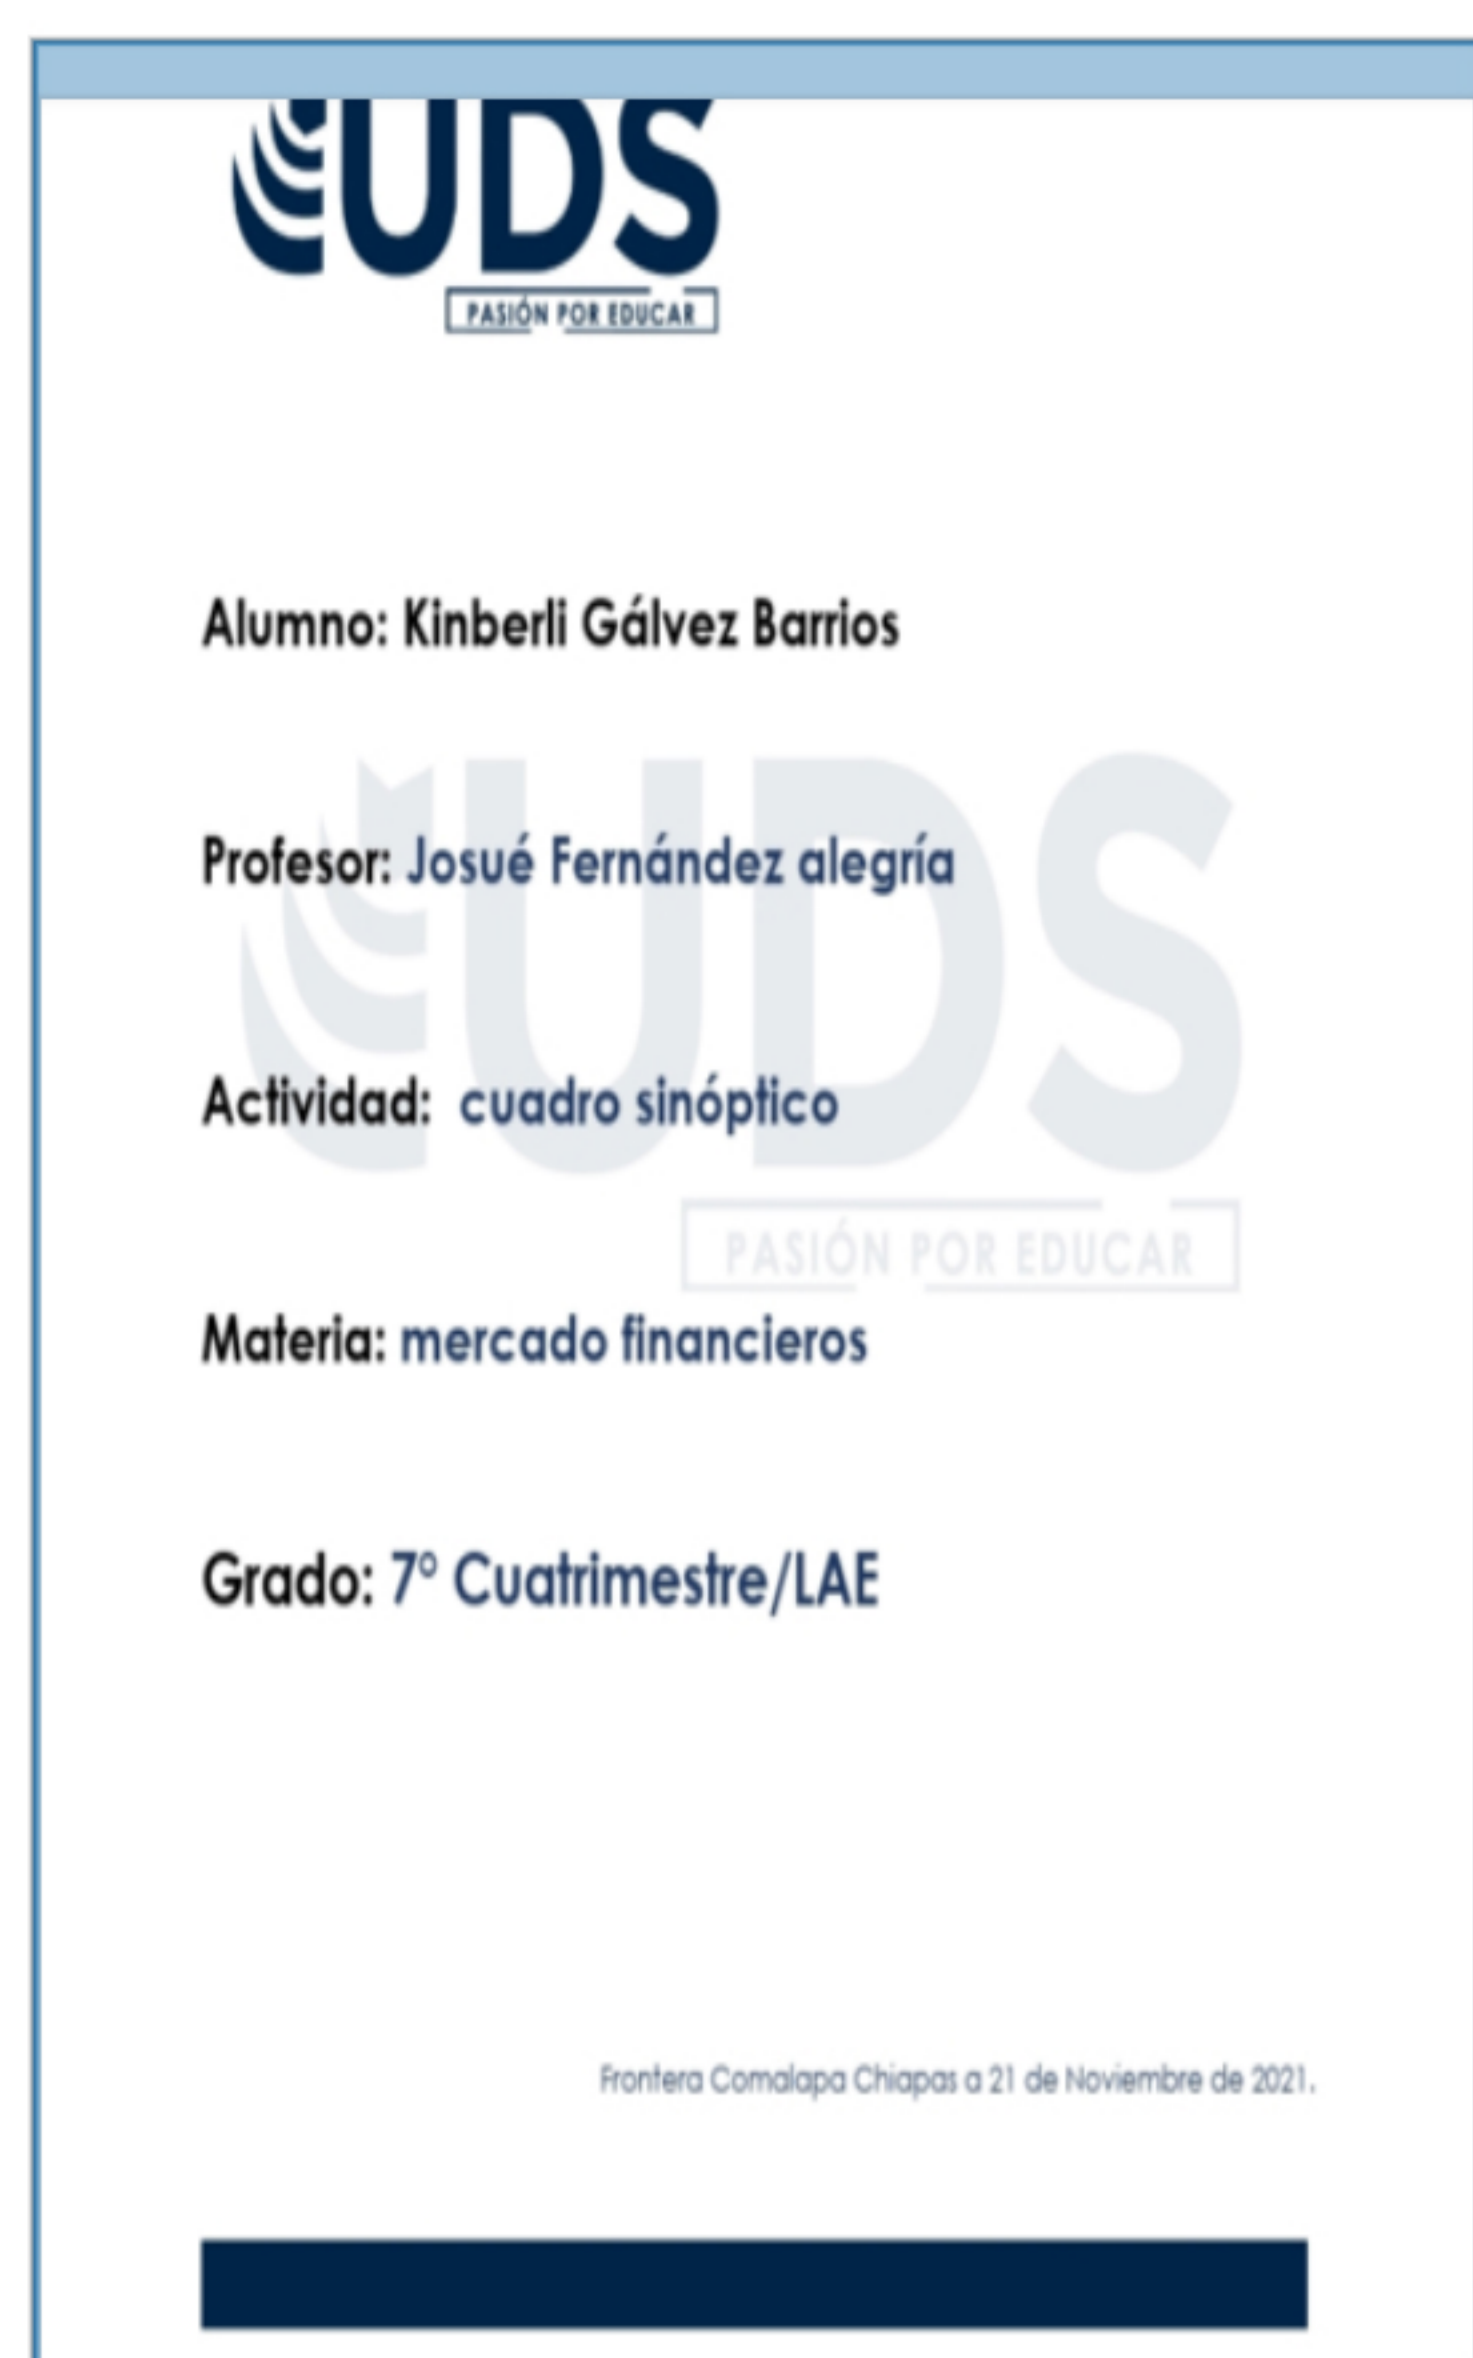 UDS
PASIÓN POR EDUCAR
Alumno: Kinberli Gálvez Barrios
Profesor: Josué Fernández alegría
Actividad: cuadro sinóptico
UDS
PASIÓN POR EDUCAR
Materia: mercado financieros
Grado: 7° Cuatrimestre/LAE
Frontera Comalapa Chiapas a 21 de Noviembre de 2021.